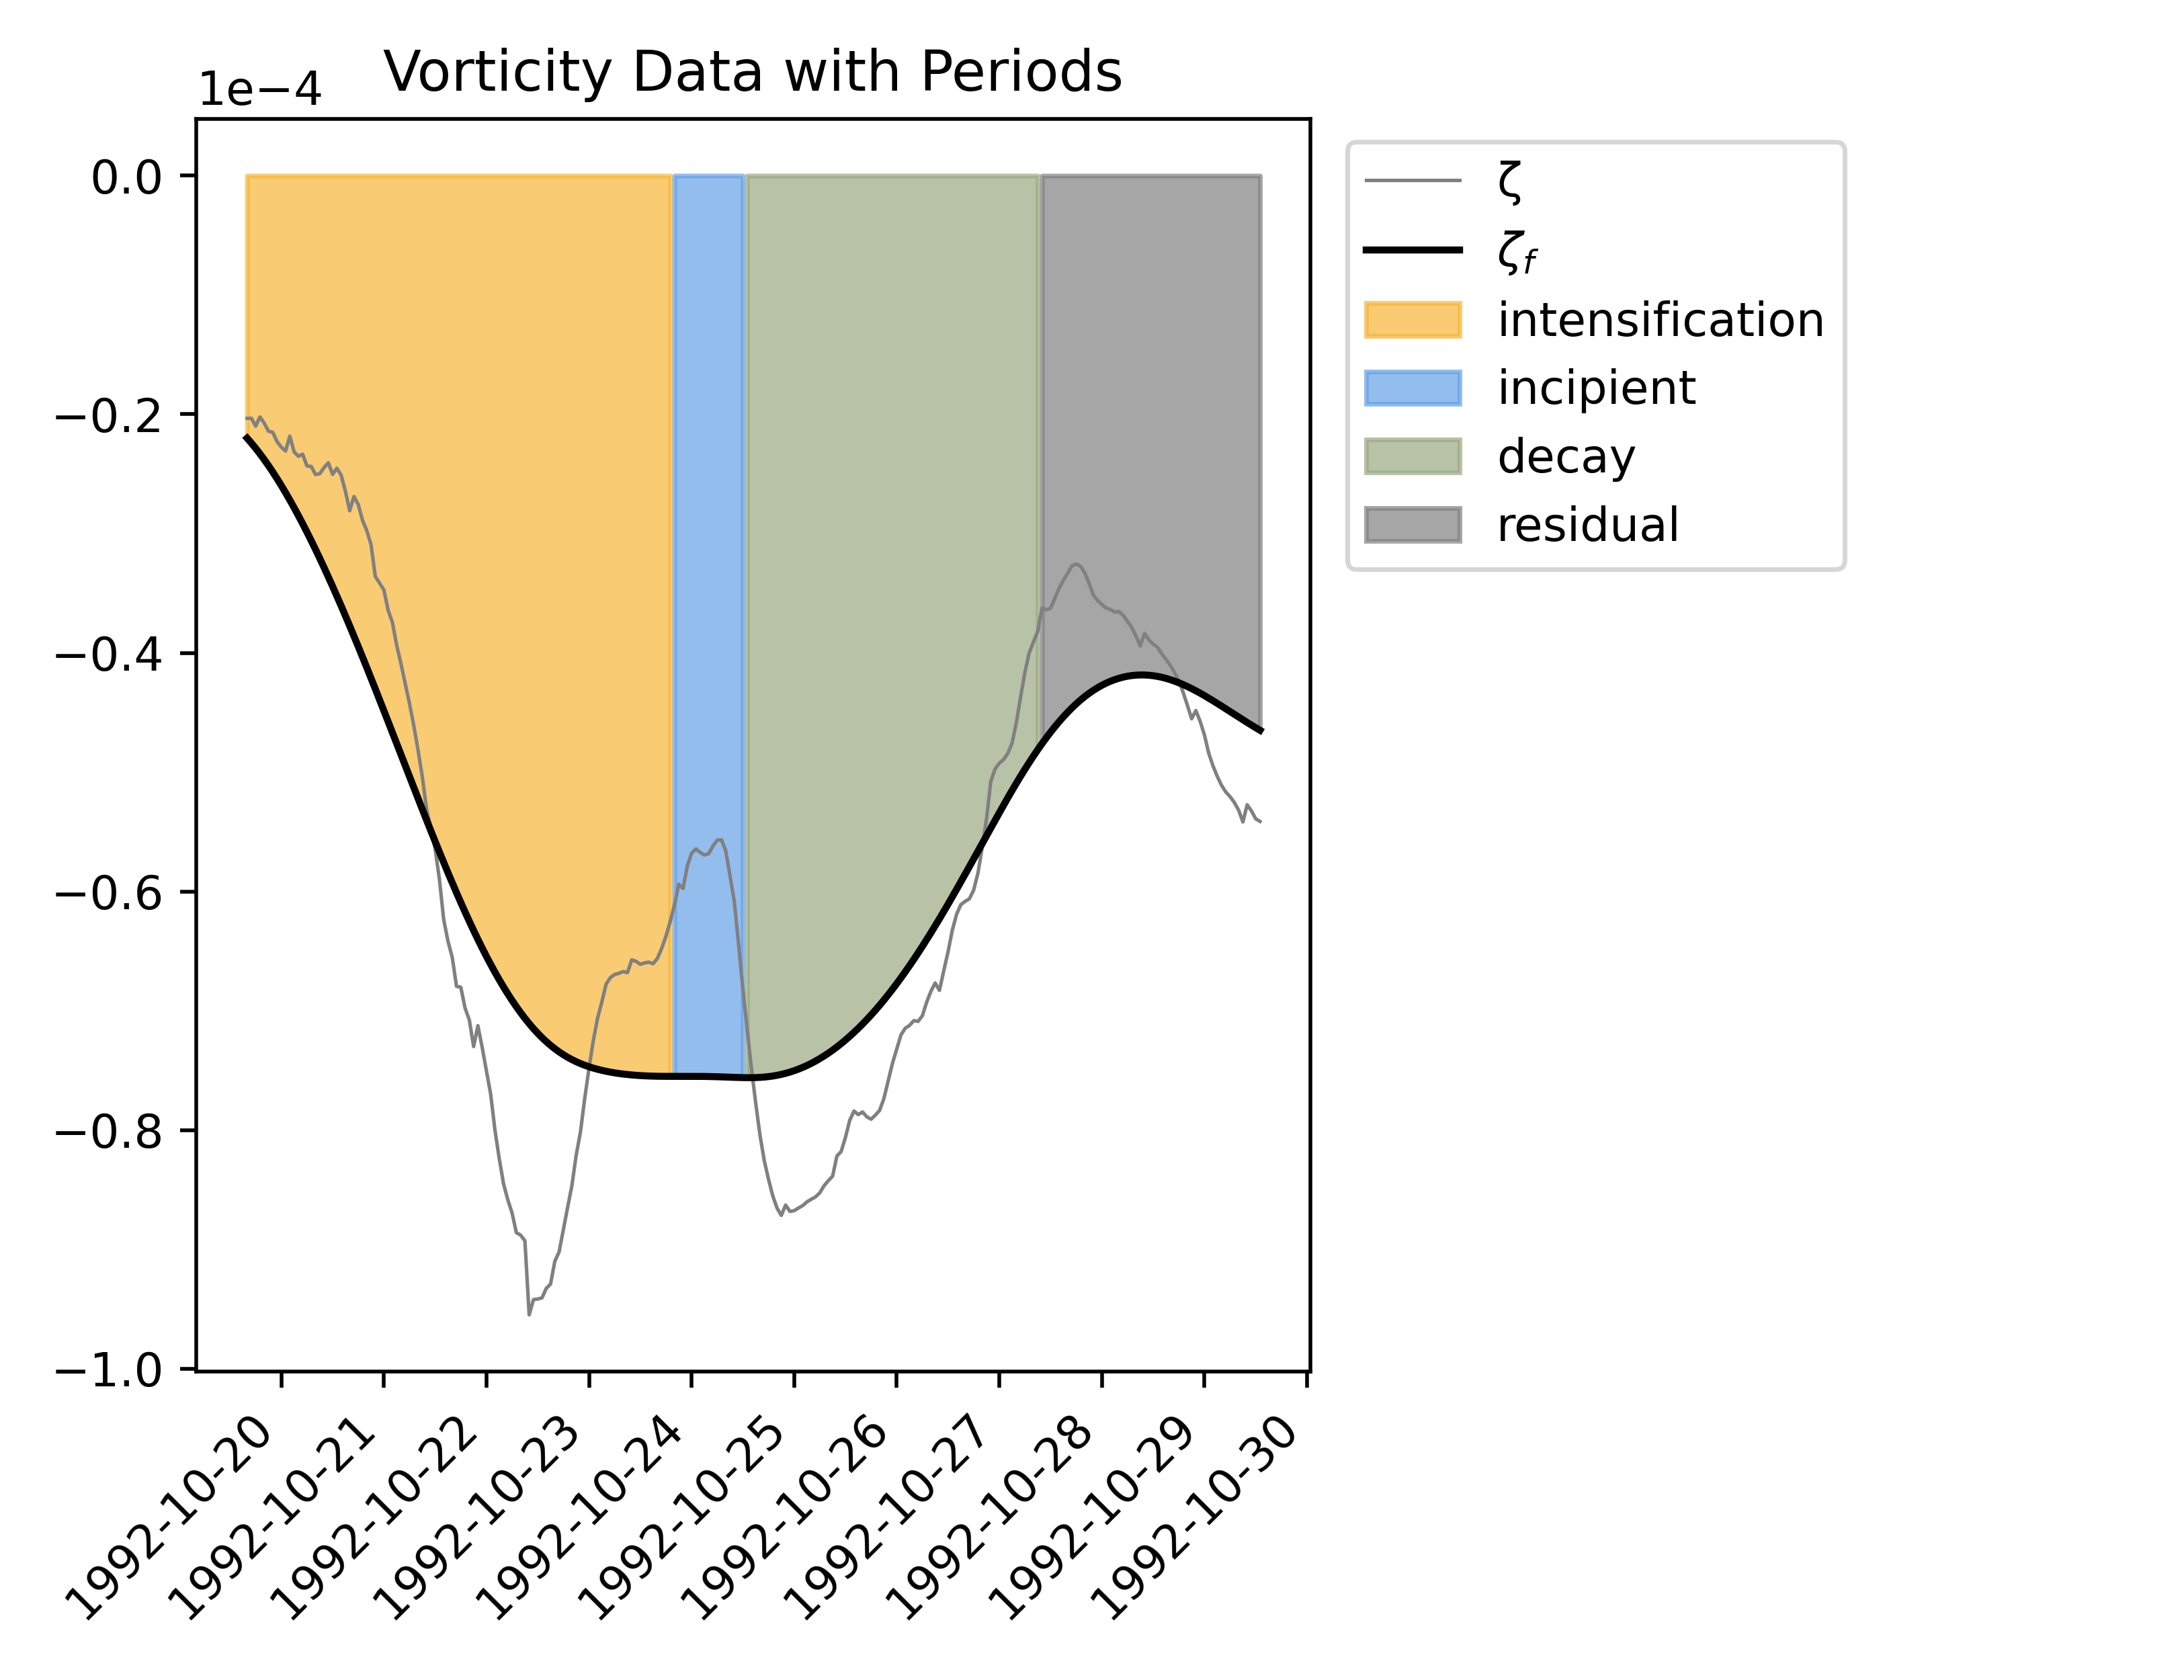 Vorticity Data with Periods
1e−4
0.0
−0.2
−0.4
−0.6
−0.8
−1.0
1992-10-20
1992-10-21
1992-10-22
1992-10-23
1992-10-24
1992-10-25
1992-10-26
1992-10-27
1992-10-28
1992-10-29
1992-10-30
ζ
ζf
intensification
incipient
decay
residual